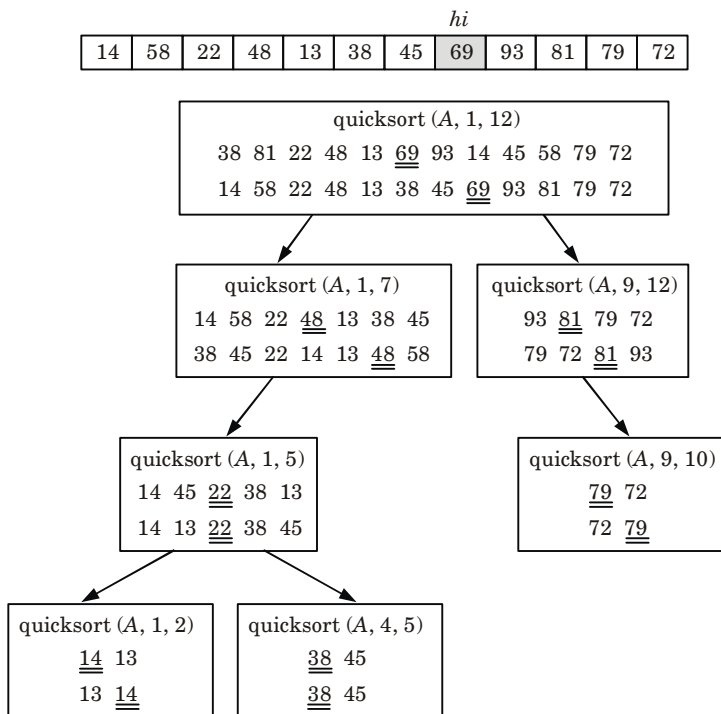 hi
14 58 22 48 13 38 45 69 93 81 79 72
quicksort (A, 1, 12)
38 81 22 48 13 69 93 14 45 58 79 72
14 58 22 48 13 38 45 69 93 81 79 72
quicksort (A, 1, 7)
14 58 22 48 13 38 45
38 45 22 14 13 48 58
quicksort (A, 9, 12)
93 81 79 72
79 72 81 93
quicksort (A, 1, 5)
14 45 22 38 13
14 13 22 38 45
quicksort (A, 9, 10)
79 72
72 79
quicksort (A, 1, 2)
14 13
13 14
quicksort (A, 4, 5)
38 45
38 45